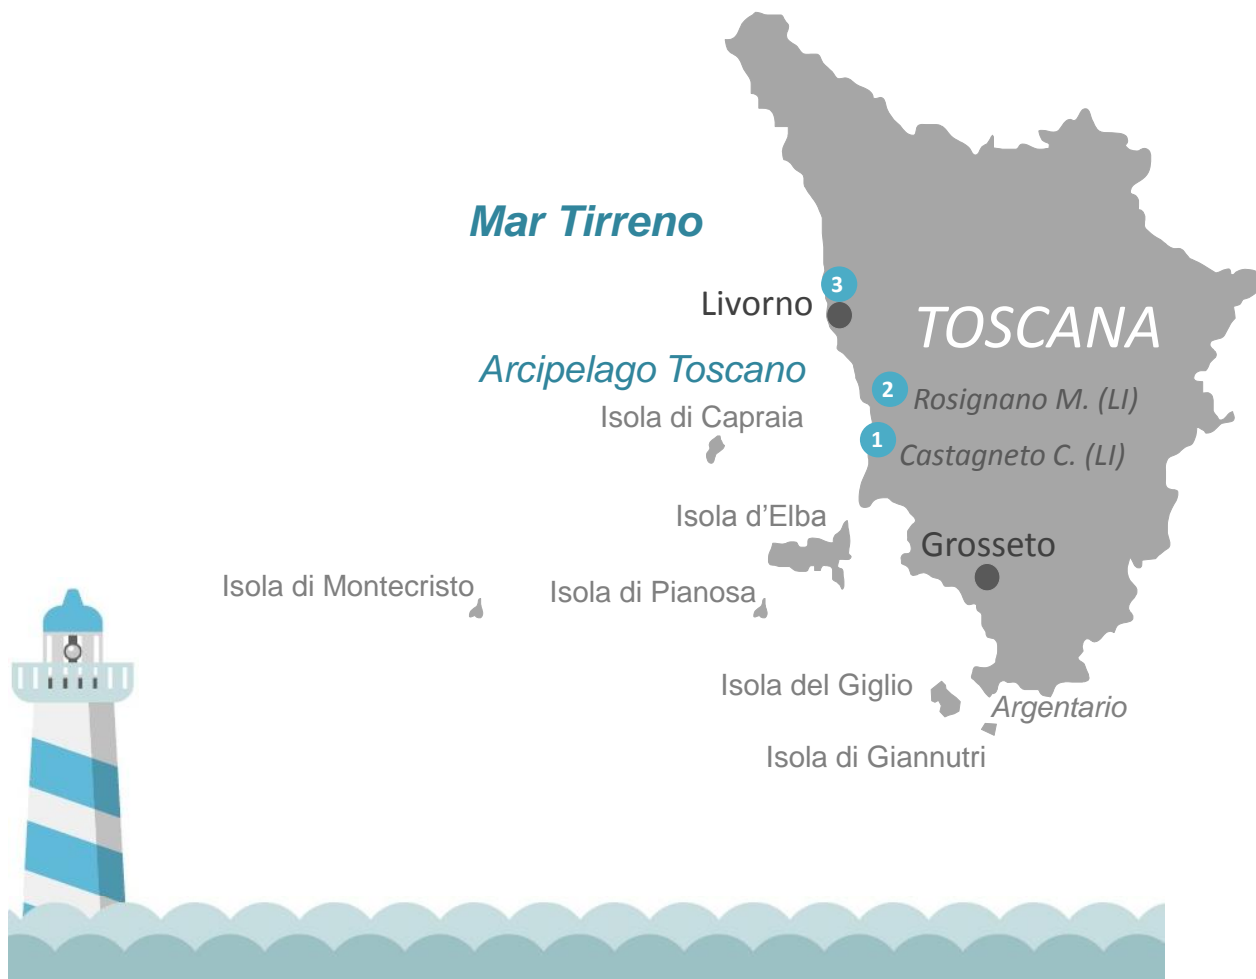 Mar Tirreno
3
Livorno
TOSCANA
Arcipelago Toscano
2
Rosignano M. (LI)
Isola di Capraia
1
Castagneto C. (LI)
Isola d’Elba
Grosseto
Isola di Montecristo
Isola di Pianosa
Isola del Giglio
Argentario
Isola di Giannutri